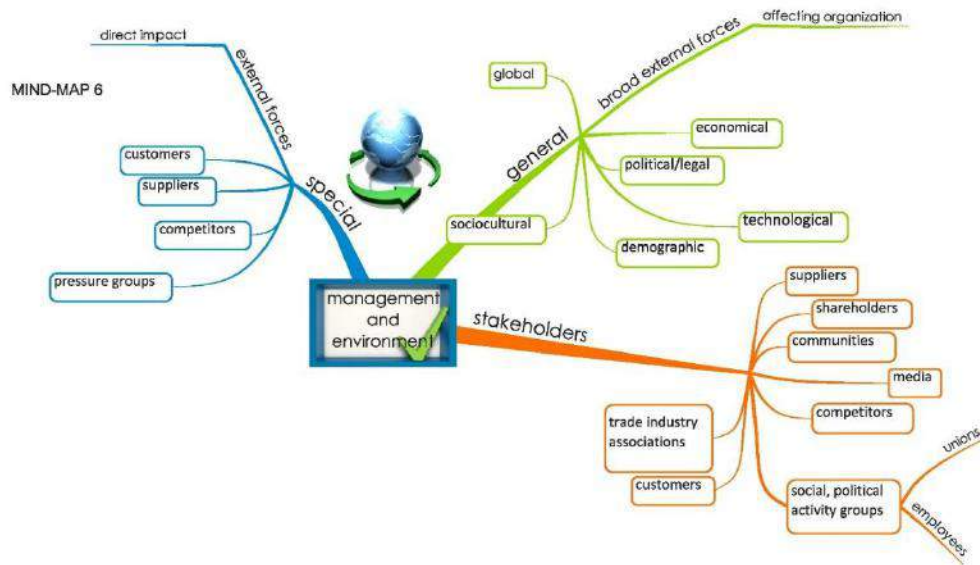 MIND-MAP 6
direct impact
external forces
special
customers
suppliers
competitors
pressure groups
affecting organization
broad external forces
general
global
economical
political/legal
technological
demographic
sociocultural
management
and
environment
stakeholders
suppliers
shareholders
communities
media
competitors
trade industry
associations
customers
social, political
activity groups
unions
employees